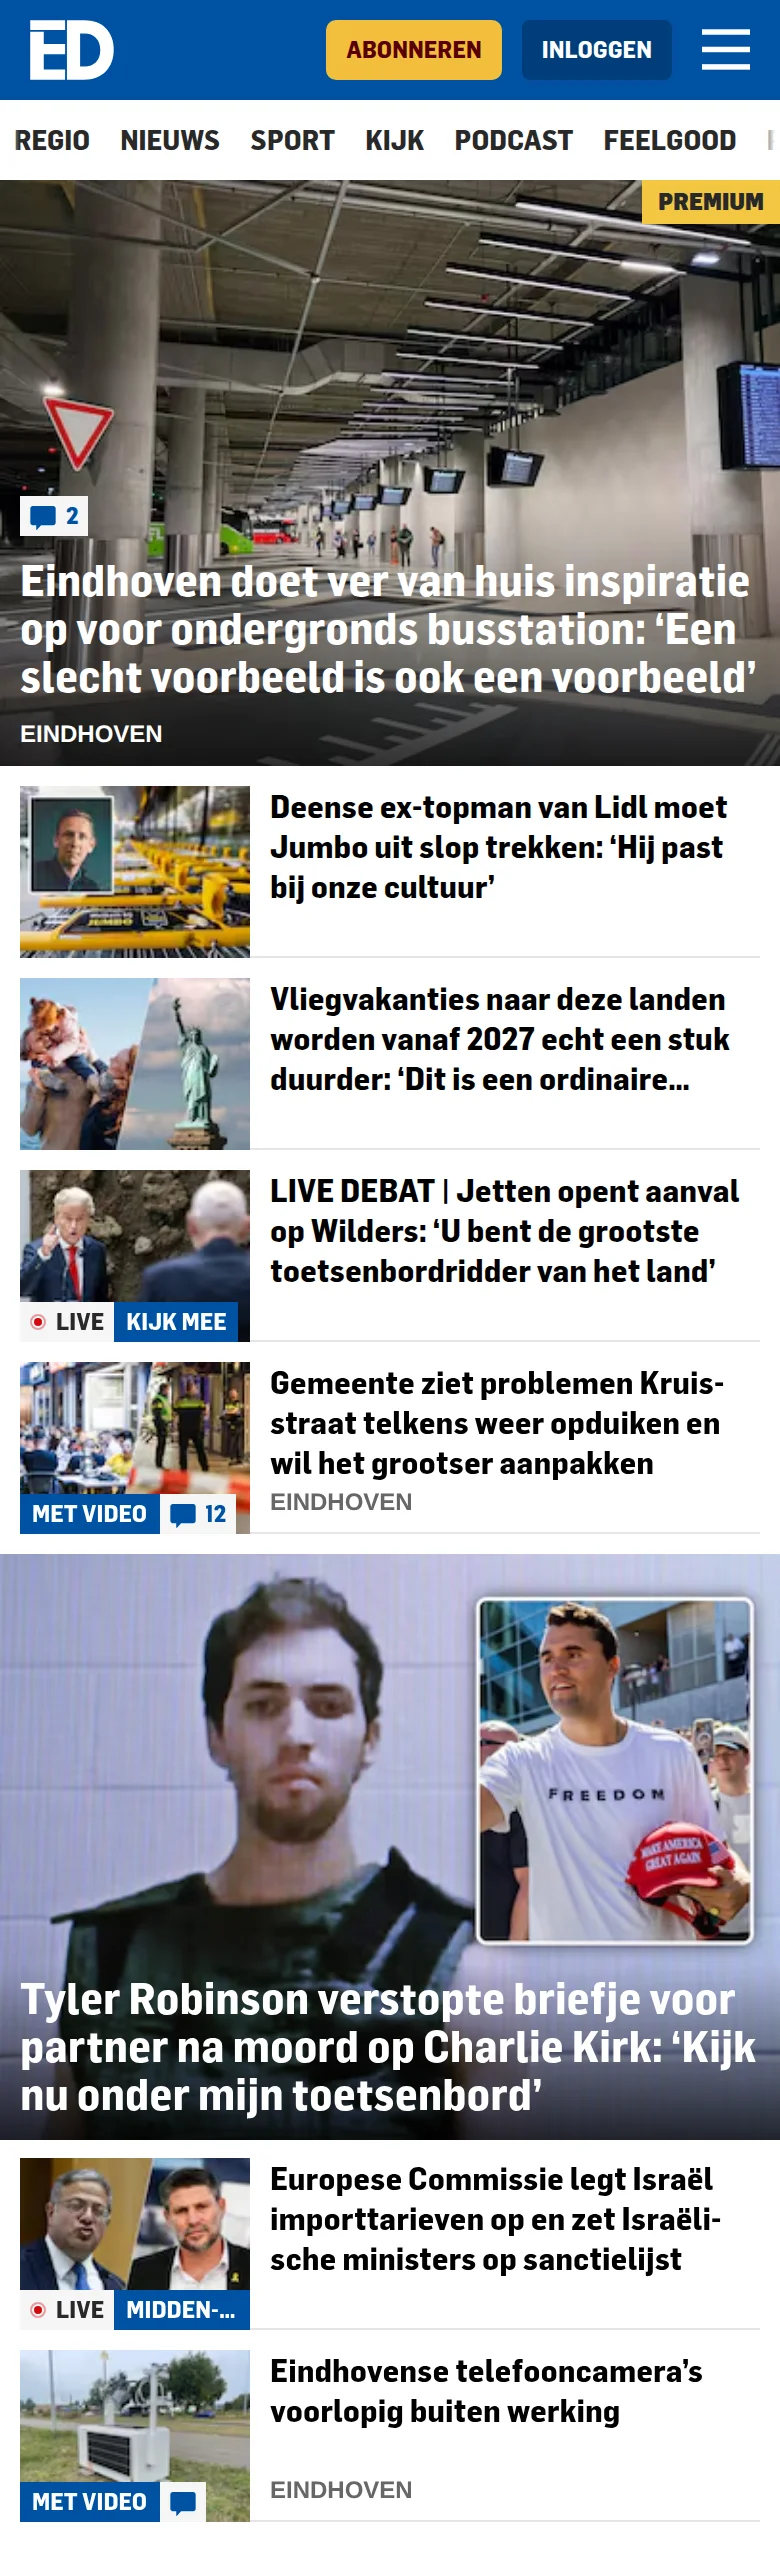 ED
ABONNEREN
INLOGGEN
REGIO NIEUWS SPORT KIJK PODCAST FEELGOOD
PREMIUM
2
Eindhoven doet ver van huis inspiratie
op voor ondergronds busstation: ‘Een
slecht voorbeeld is ook een voorbeeld’
EINDHOVEN
JUMBO
Deense ex-topman van Lidl moet
Jumbo uit slop trekken: ‘Hij past
bij onze cultuur’
Vliegvakanties naar deze landen
worden vanaf 2027 echt een stuk
duurder: ‘Dit is een ordinaire...
LIVE DEBAT | Jetten opent aanval
op Wilders: ‘U bent de grootste
toetsenbordridder van het land’
LIVE KIJK MEE
Gemeente ziet problemen Kruis-
straat telkens weer opduiken en
wil het grootser aanpakken
EINDHOVEN
MET VIDEO 12
FREEDOM
MAKE AMERICA
GREAT AGAIN
Tyler Robinson verstopte briefje voor
partner na moord op Charlie Kirk: ‘Kijk
nu onder mijn toetsenbord’
Europese Commissie legt Israël
importtarieven op en zet Israëli-
sche ministers op sanctielijst
LIVE MIDDEN-...
Eindhovense telefooncamera’s
voorlopig buiten werking
EINDHOVEN
MET VIDEO